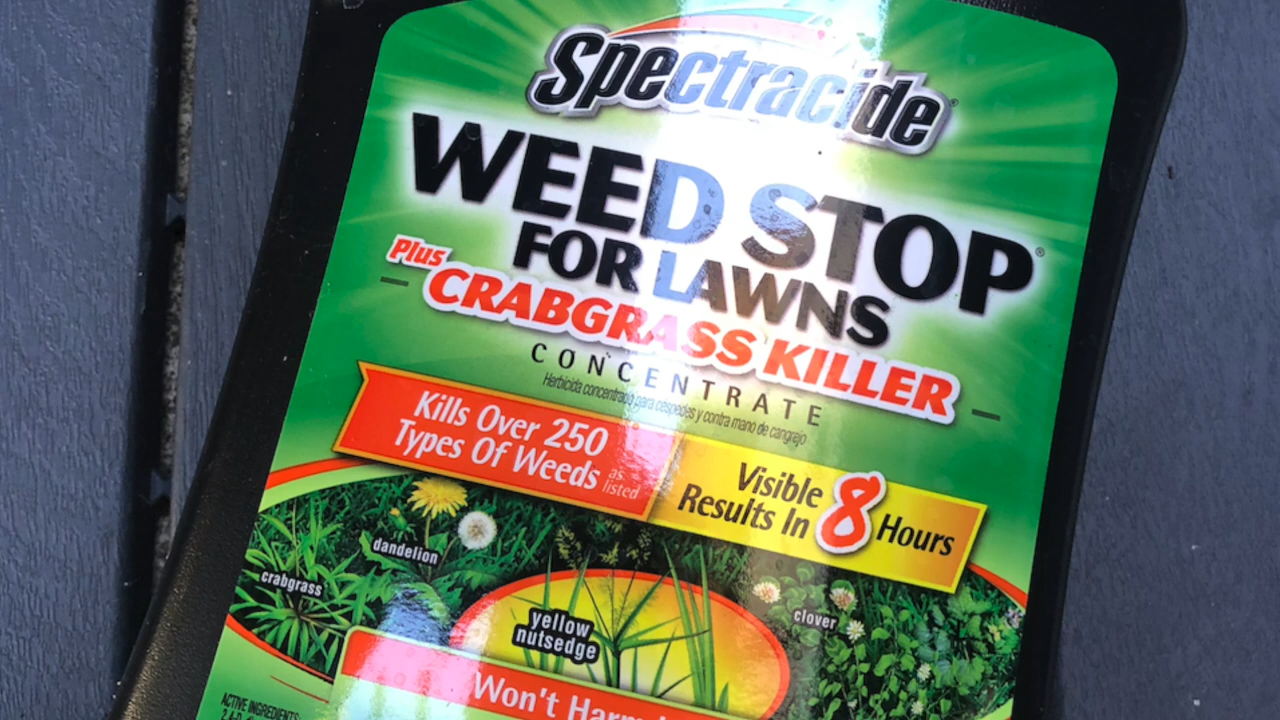 Spectracide®
WEED STOP®
FOR LAWNS
Plus
CRABGRASS KILLER
CONCENTRATE
Herbicida concentrado para céspedes y contra mano de cangrejo
Kills Over 250
Types Of Weeds as
listed
Visible
Results In 8 Hours
dandelion
crabgrass
yellow
nutsedge
clover
Won't Harm
ACTIVE INGREDIENTS